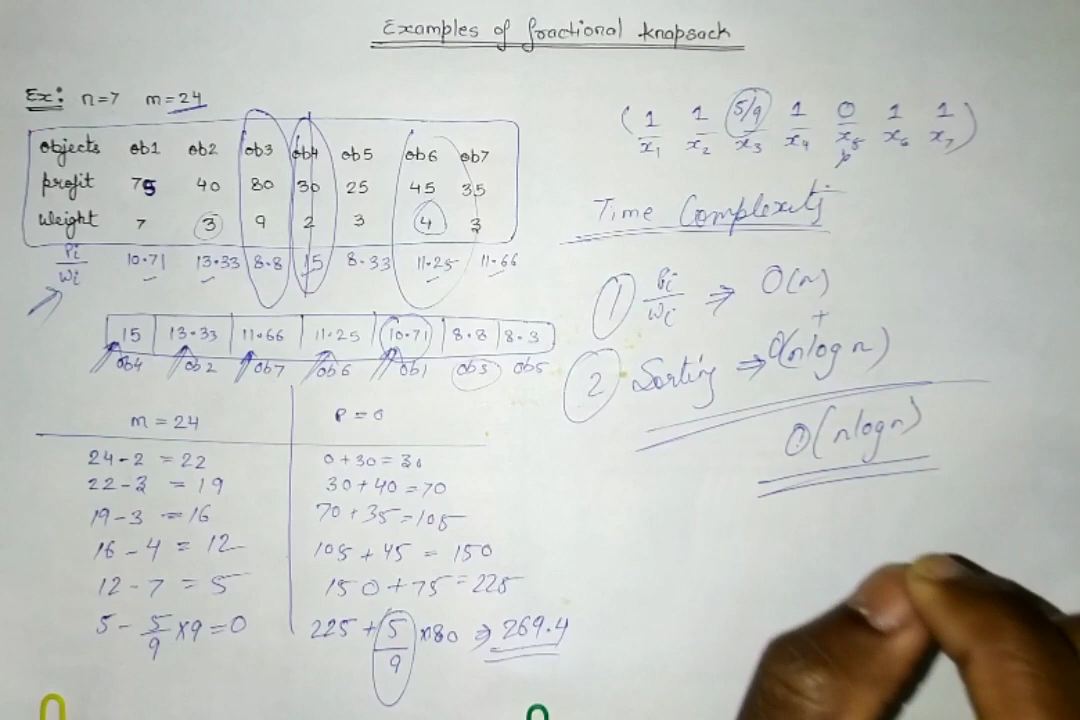 Examples of fractional knapsack
Ex: n=7 m=24
objects ob1 ob2 ob3 ob4 ob5 ob6 ob7
profit 75 40 80 30 25 45 35
Weight 7 3 9 2 3 4 3
Pi/Wi 10.71 13.33 8.8 15 8.33 11.25 11.66
15 13.33 11.66 11.25 10.71 8.8 8.3
ob4 ob2 ob7 ob6 ob1 ob3 ob5
m = 24 P = 0
24-2 = 22 0+30=30
22-3 = 19 30+40=70
19-3 = 16 70+35=105
16-4 = 12 105+45 = 150
12-7 = 5 150+75=225
5 - 5/9 x9=0 225+5/9 x80 ⇒ 269.4
( 1 1 5/9 1 0 1 1 )
x1 x2 x3 x4 x5 x6 x7
Time Complexity
1 Pi/Wi ⇒ O(n)
+
2 Sorting ⇒ O(nlogn)
O(nlogn)